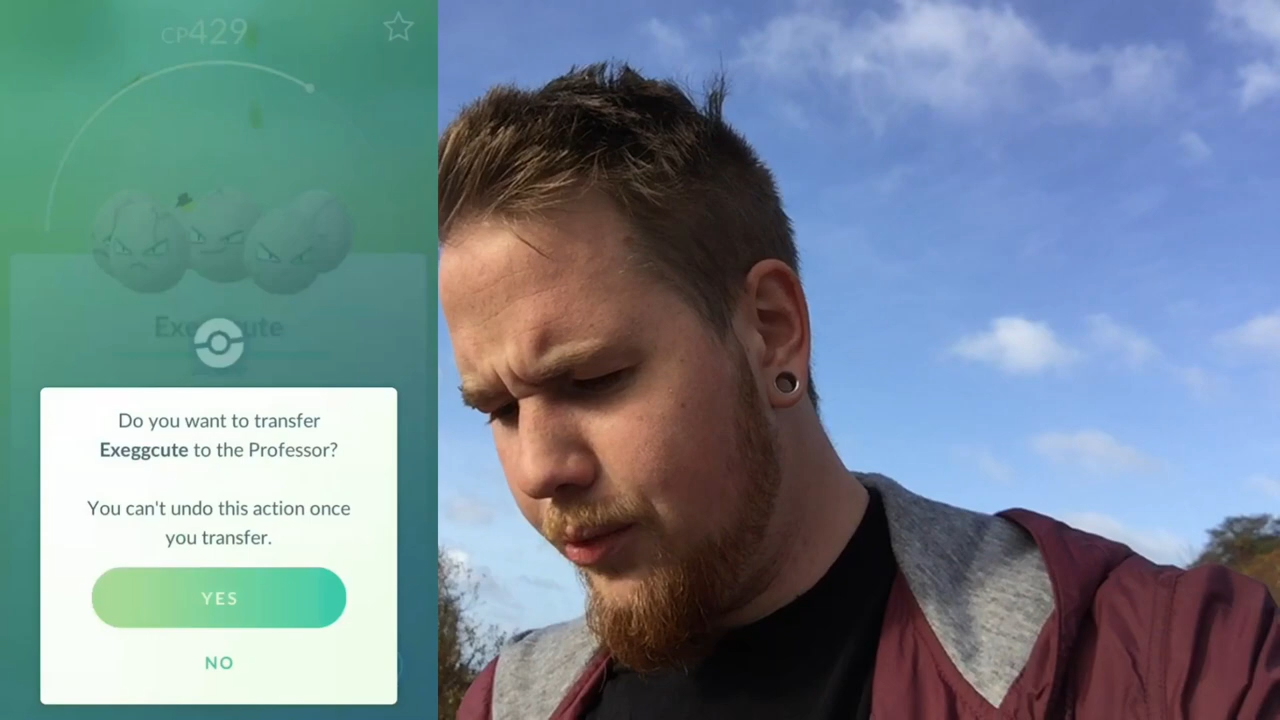 CP429
Exeggcute
Do you want to transfer
Exeggcute to the Professor?
You can't undo this action once
you transfer.
YES
NO